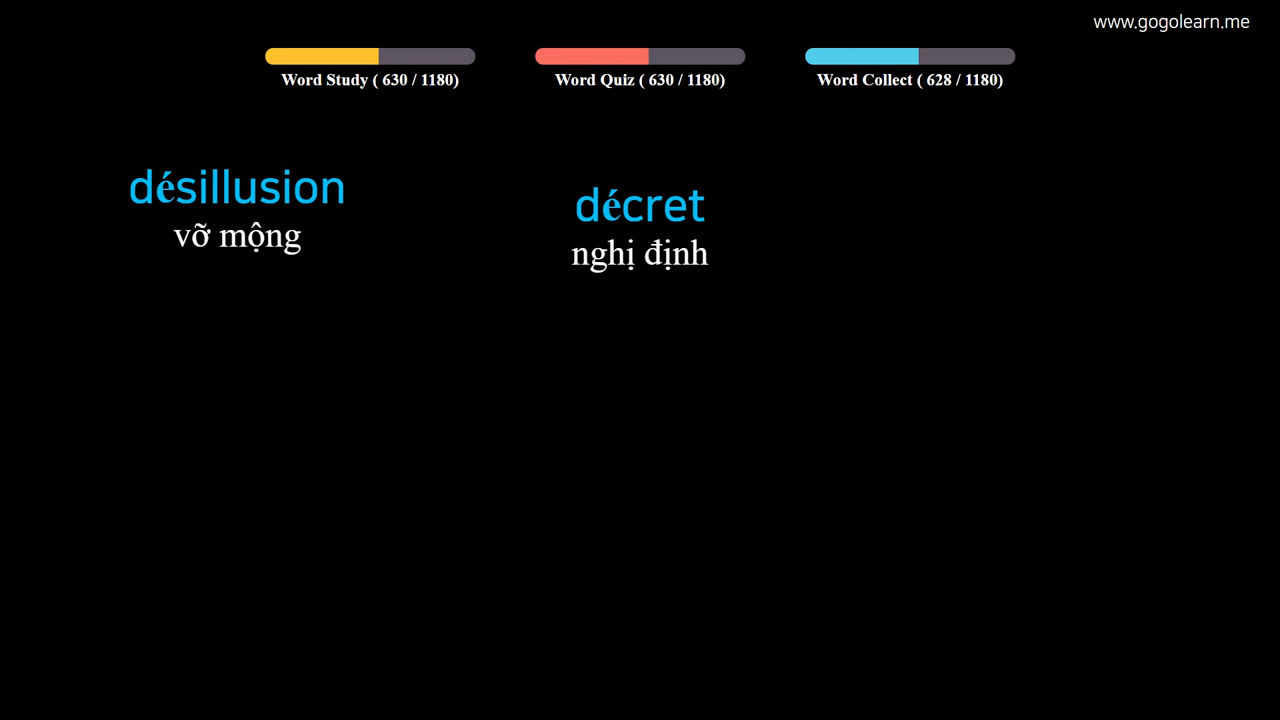 www.gogolearn.me
Word Study ( 630 / 1180)
Word Quiz ( 630 / 1180)
Word Collect ( 628 / 1180)
désillusion
vỡ mộng
décret
nghị định